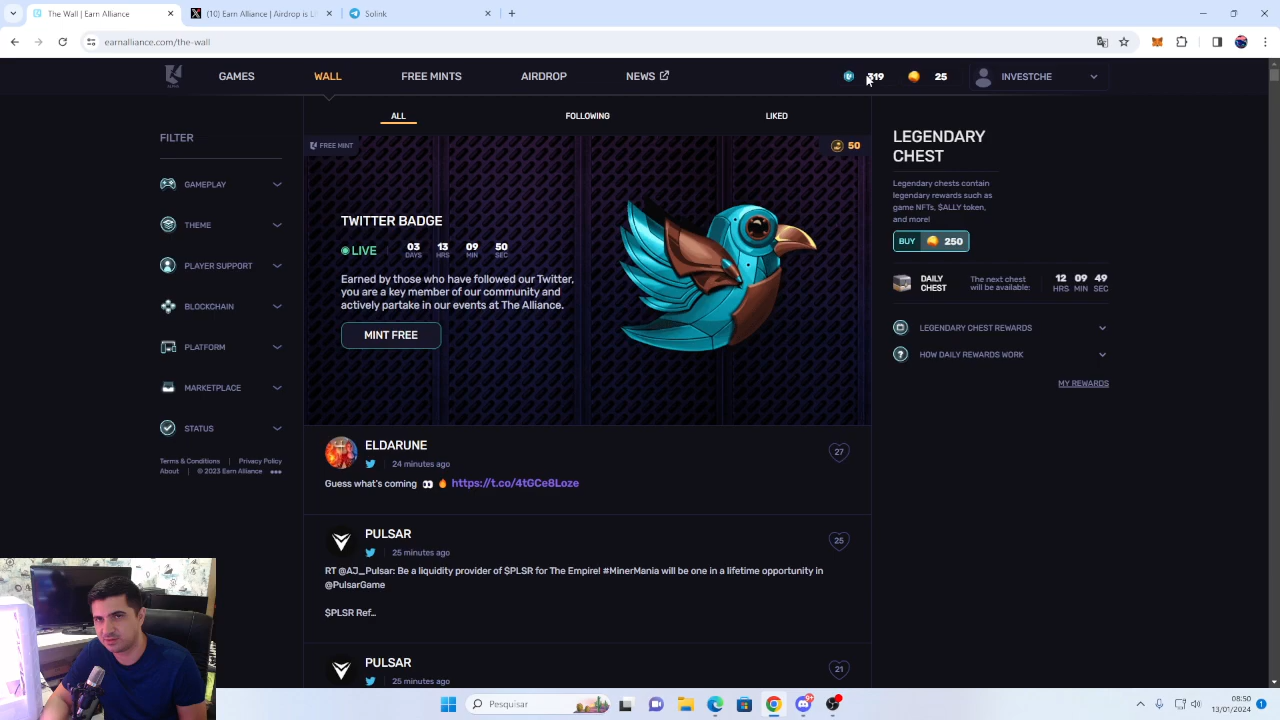 The Wall | Earn Alliance
(10) Earn Alliance | Airdrop is LI
Solink
earnalliance.com/the-wall
GAMES
WALL
FREE MINTS
AIRDROP
NEWS
25
INVESTCHE
ALL
FOLLOWING
LIKED
FILTER
GAMEPLAY
THEME
PLAYER SUPPORT
BLOCKCHAIN
PLATFORM
MARKETPLACE
STATUS
Terms & Conditions | Privacy Policy
About | © 2023 Earn Alliance
FREE MINT
50
TWITTER BADGE
LIVE
03 13 09 50
DAYS HRS MIN SEC
Earned by those who have followed our Twitter,
you are a key member of our community and
actively partake in our events at The Alliance.
MINT FREE
ELDARUNE
24 minutes ago
27
Guess what's coming 👀 🔥 https://t.co/4tGCe8Loze
PULSAR
25 minutes ago
25
RT @AJ_Pulsar: Be a liquidity provider of $PLSR for The Empire! #MinerMania will be one in a lifetime opportunity in
@PulsarGame
$PLSR Ref...
PULSAR
25 minutes ago
21
LEGENDARY
CHEST
Legendary chests contain
legendary rewards such as
game NFTs, $ALLY token,
and more!
BUY 250
DAILY
CHEST
The next chest
will be available:
12 09 49
HRS MIN SEC
LEGENDARY CHEST REWARDS
HOW DAILY REWARDS WORK
MY REWARDS
Pesquisar
08:50
13/01/2024